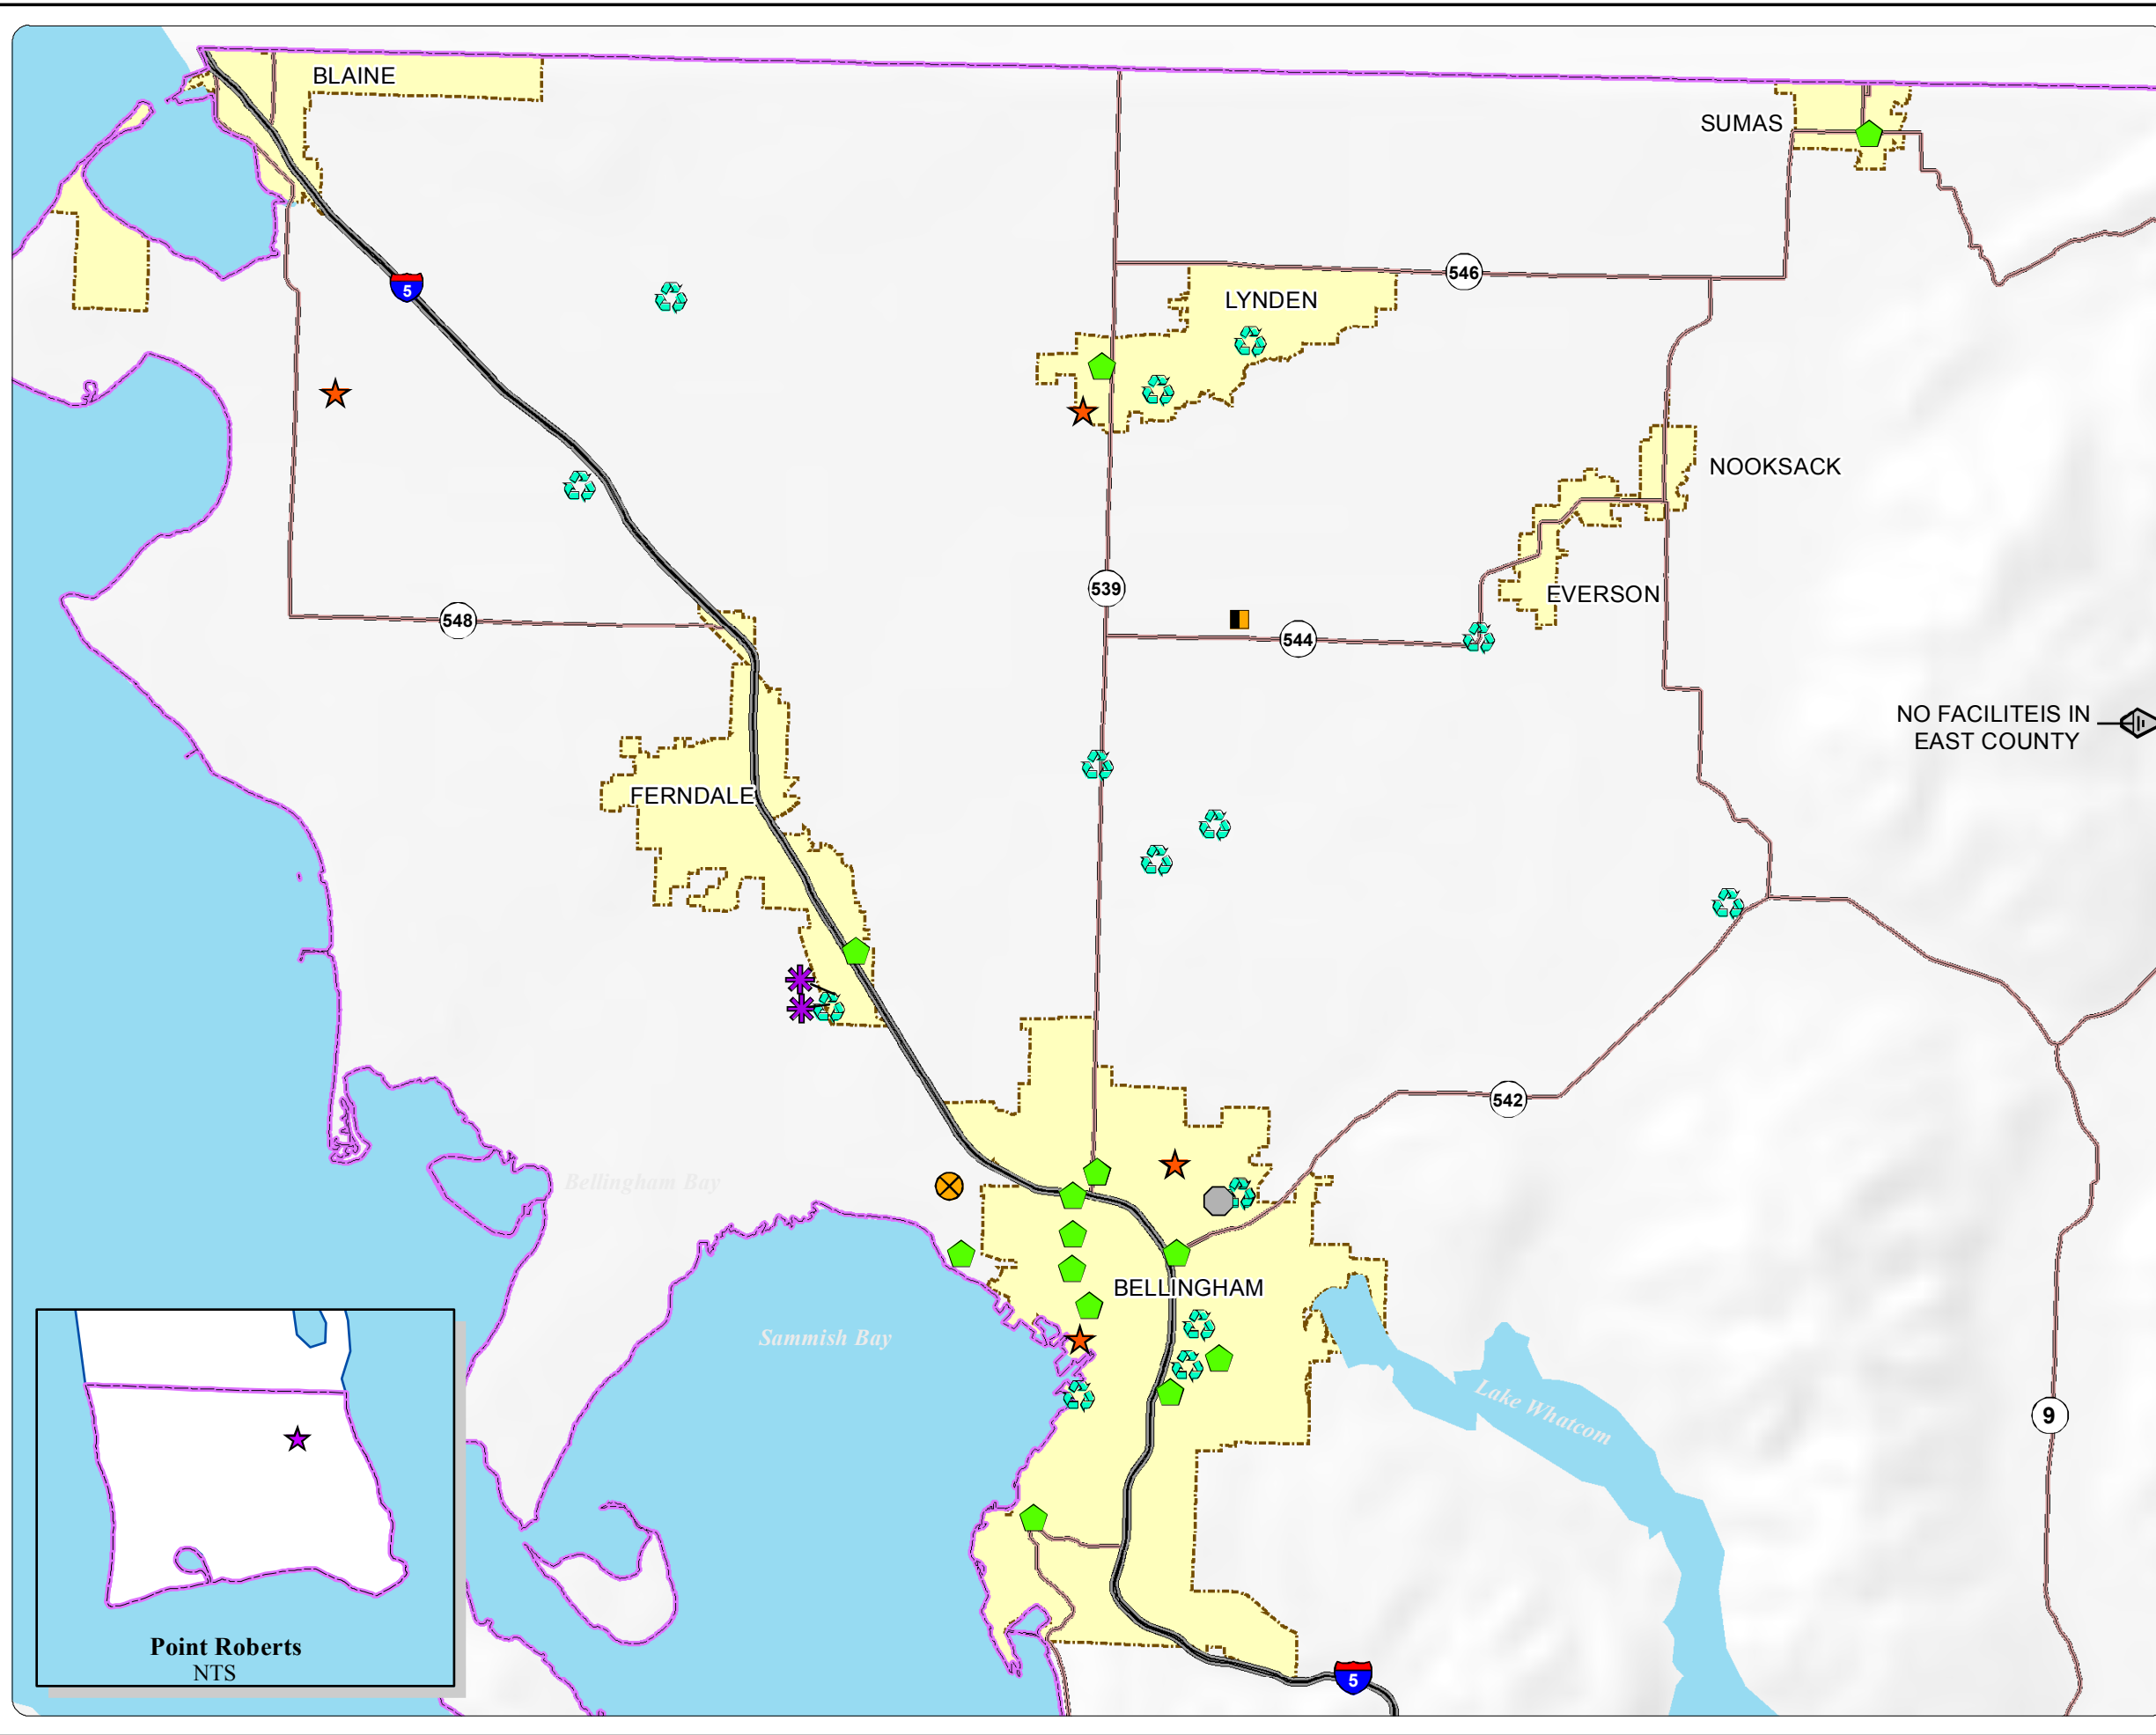 BLAINE
SUMAS
5
546
LYNDEN
NOOKSACK
539
EVERSON
548
544
NO FACILITEIS IN
EAST COUNTY
FERNDALE
542
Bellingham Bay
BELLINGHAM
Sammish Bay
Lake Whatcom
9
Point Roberts
NTS
5